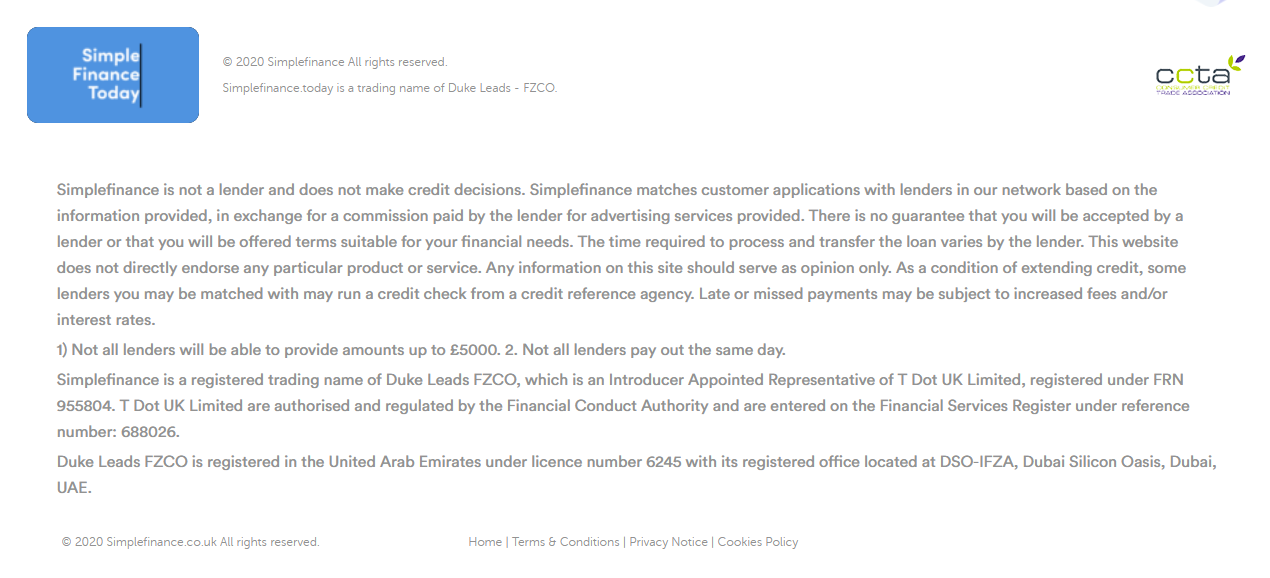 Simple
Finance
Today
© 2020 Simplefinance All rights reserved.
Simplefinance.today is a trading name of Duke Leads - FZCO.
ccta
CONSUMER CREDIT
TRADE ASSOCIATION
Simplefinance is not a lender and does not make credit decisions. Simplefinance matches customer applications with lenders in our network based on the
information provided, in exchange for a commission paid by the lender for advertising services provided. There is no guarantee that you will be accepted by a
lender or that you will be offered terms suitable for your financial needs. The time required to process and transfer the loan varies by the lender. This website
does not directly endorse any particular product or service. Any information on this site should serve as opinion only. As a condition of extending credit, some
lenders you may be matched with may run a credit check from a credit reference agency. Late or missed payments may be subject to increased fees and/or
interest rates.
1) Not all lenders will be able to provide amounts up to £5000. 2. Not all lenders pay out the same day.
Simplefinance is a registered trading name of Duke Leads FZCO, which is an Introducer Appointed Representative of T Dot UK Limited, registered under FRN
955804. T Dot UK Limited are authorised and regulated by the Financial Conduct Authority and are entered on the Financial Services Register under reference
number: 688026.
Duke Leads FZCO is registered in the United Arab Emirates under licence number 6245 with its registered office located at DSO-IFZA, Dubai Silicon Oasis, Dubai,
UAE.
© 2020 Simplefinance.co.uk All rights reserved.
Home | Terms & Conditions | Privacy Notice | Cookies Policy